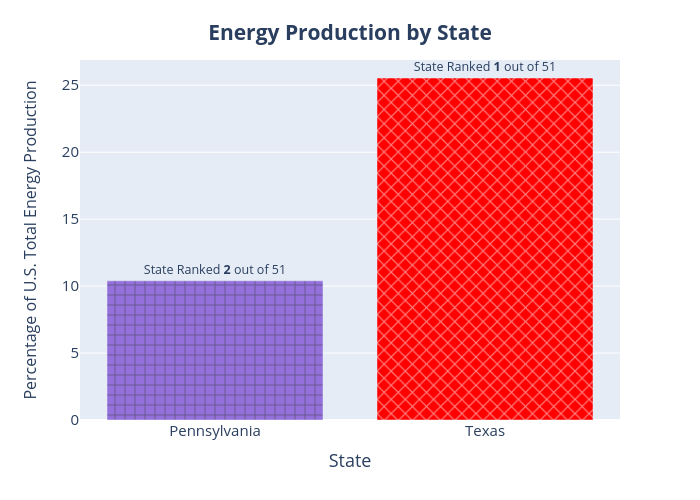 Energy Production by State
Percentage of U.S. Total Energy Production
25
20
15
10
5
0
State Ranked 2 out of 51
State Ranked 1 out of 51
Pennsylvania
Texas
State